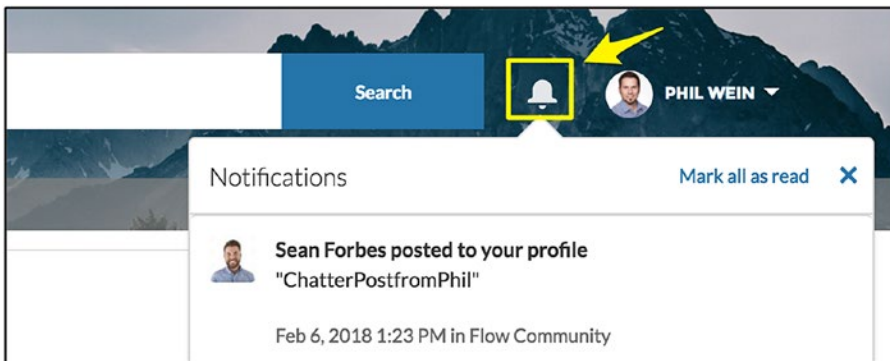 Search
PHIL WEIN
Notifications
Mark all as read
Sean Forbes posted to your profile
"ChatterPostfromPhil"
Feb 6, 2018 1:23 PM in Flow Community